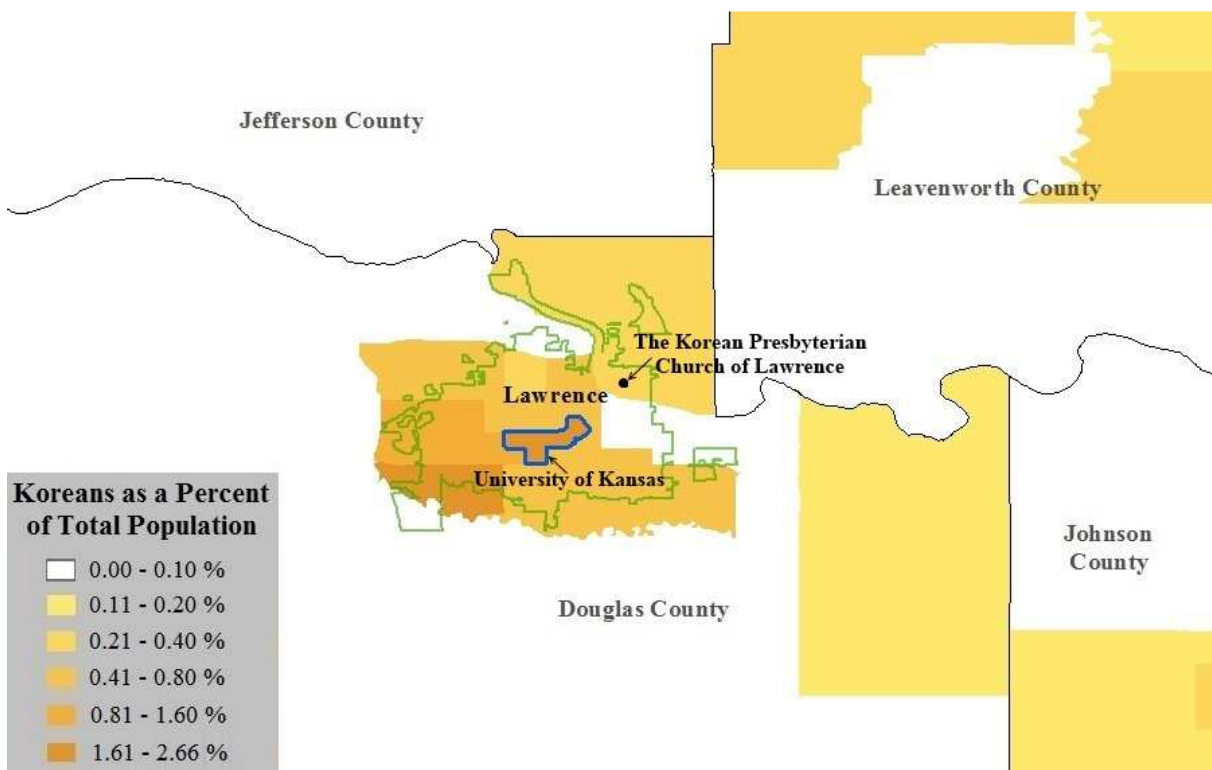 Jefferson County
Leavenworth County
The Korean Presbyterian
Church of Lawrence
Lawrence
University of Kansas
Koreans as a Percent
of Total Population
0.00 - 0.10 %
0.11 - 0.20 %
0.21 - 0.40 %
0.41 - 0.80 %
0.81 - 1.60 %
1.61 - 2.66 %
Douglas County
Johnson
County